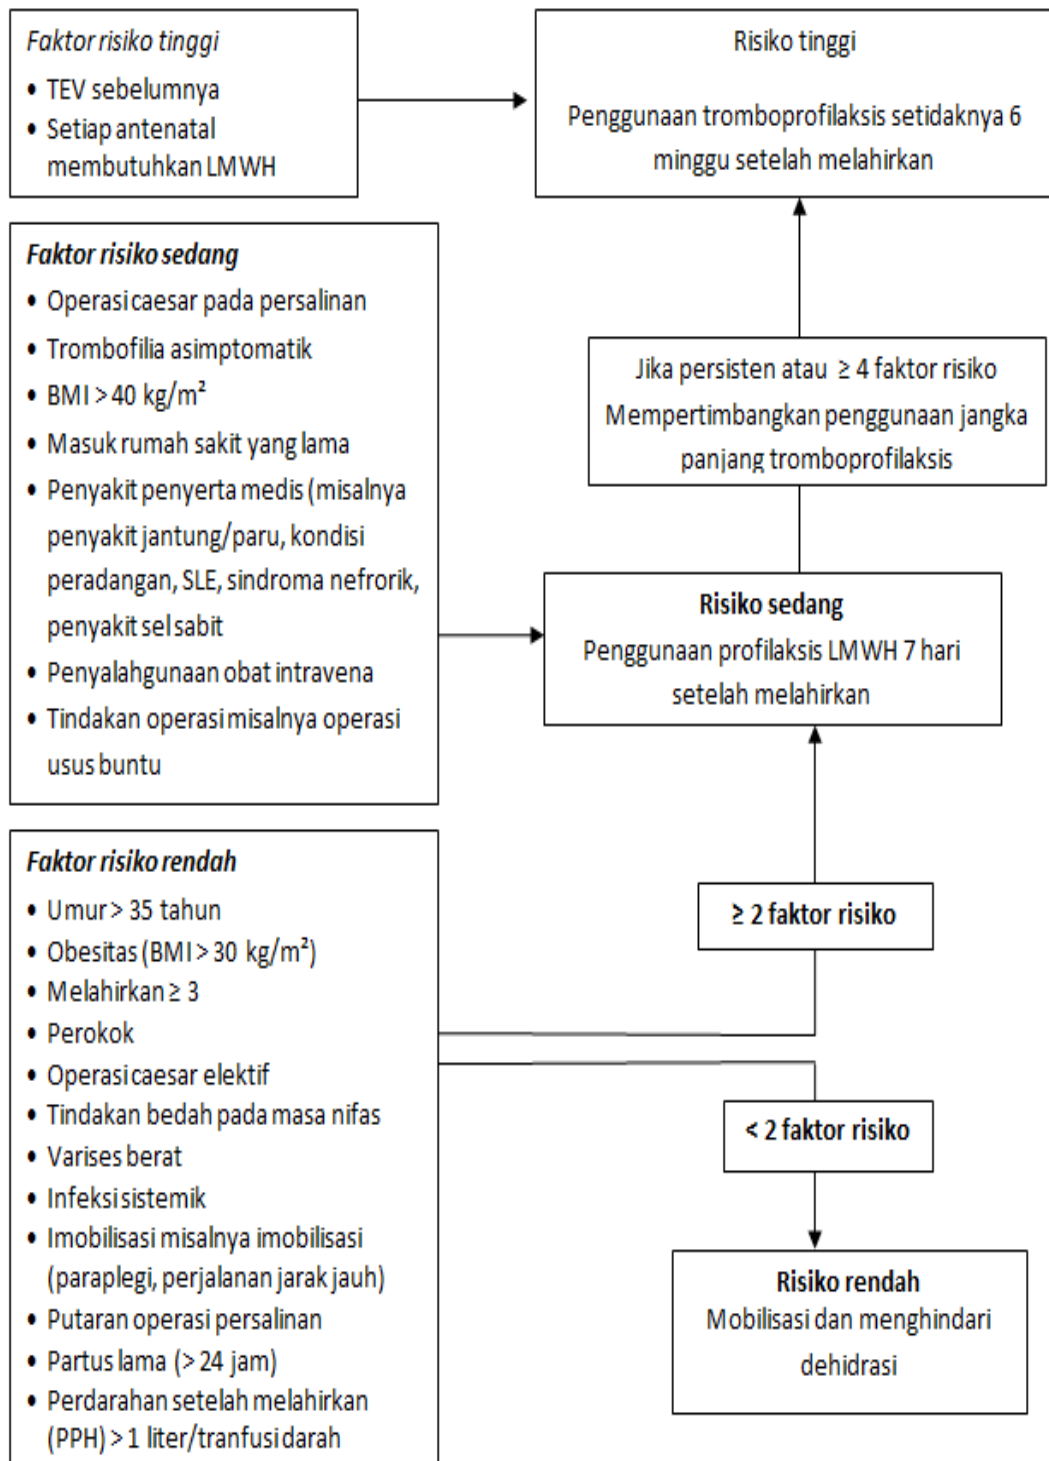 Faktor risiko tinggi
• TEV sebelumnya
• Setiap antenatal
membutuhkan LMWH
Risiko tinggi
Penggunaan tromboprofilaksis setidaknya 6
minggu setelah melahirkan
Faktor risiko sedang
• Operasi caesar pada persalinan
• Trombofilia asimptomatik
• BMI > 40 kg/m²
• Masuk rumah sakit yang lama
• Penyakit penyerta medis (misalnya
penyakit jantung/paru, kondisi
peradangan, SLE, sindroma nefrorik,
penyakit sel sabit
• Penyalahgunaan obat intravena
• Tindakan operasi misalnya operasi
usus buntu
Jika persisten atau ≥ 4 faktor risiko
Mempertimbangkan penggunaan jangka
panjang tromboprofilaksis
Risiko sedang
Penggunaan profilaksis LMWH 7 hari
setelah melahirkan
Faktor risiko rendah
• Umur > 35 tahun
• Obesitas (BMI > 30 kg/m²)
• Melahirkan ≥ 3
• Perokok
• Operasi caesar elektif
• Tindakan bedah pada masa nifas
• Varises berat
• Infeksi sistemik
• Imobilisasi misalnya imobilisasi
(paraplegi, perjalanan jarak jauh)
• Putaran operasi persalinan
• Partus lama (> 24 jam)
• Perdarahan setelah melahirkan
(PPH) > 1 liter/tranfusi darah
≥ 2 faktor risiko
< 2 faktor risiko
Risiko rendah
Mobilisasi dan menghindari
dehidrasi